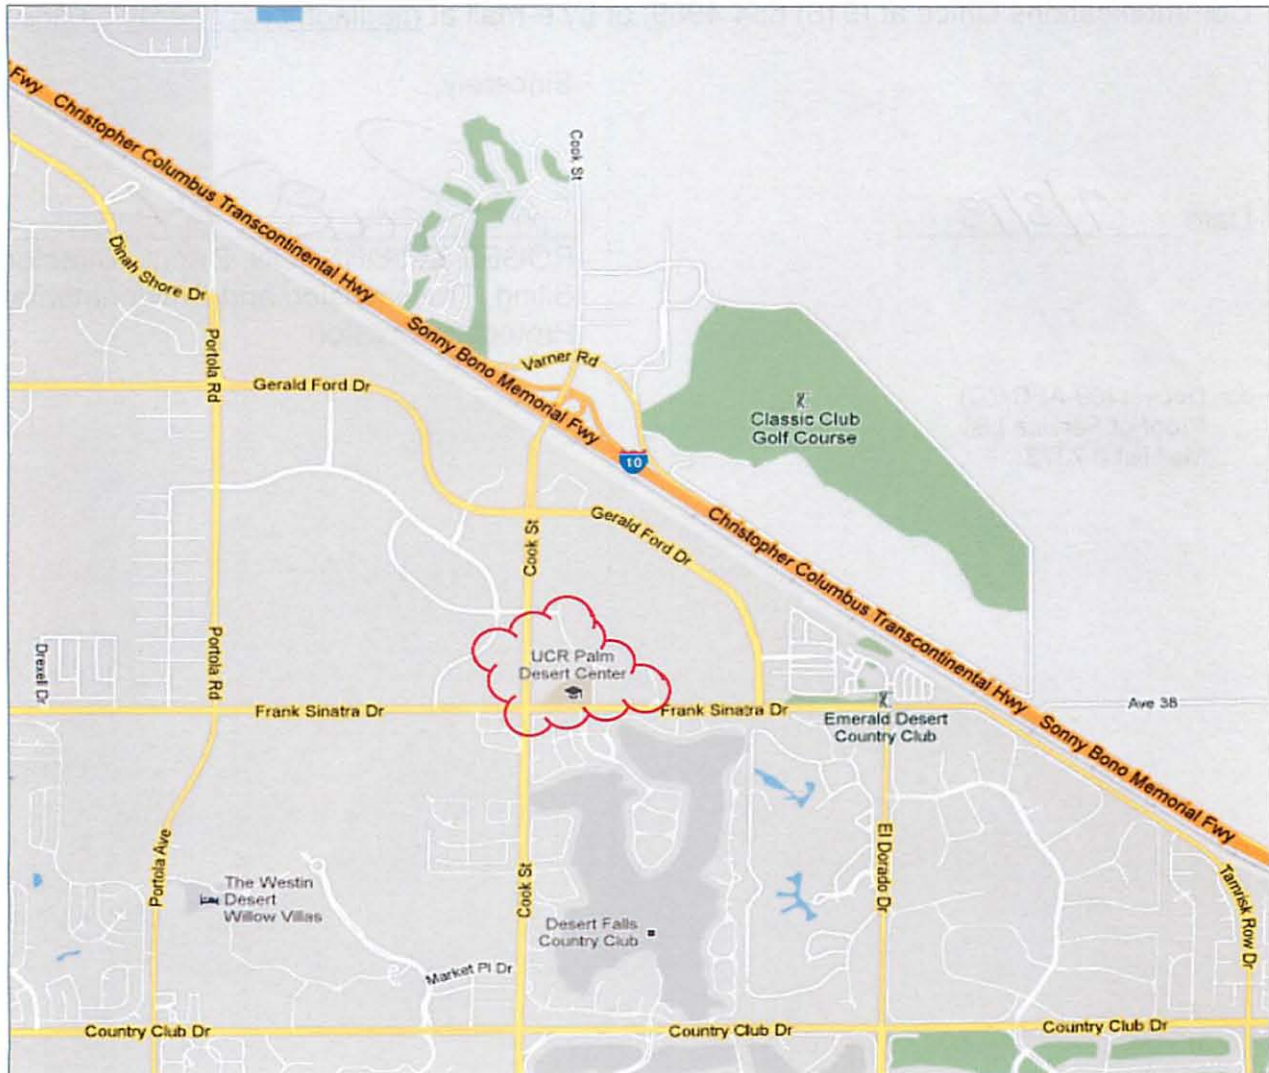 Fwy Christopher Columbus Transcontinental Hwy
Sonny Bono Memorial Fwy
Cook St
Dinah Shore Dr
Portola Rd
Gerald Ford Dr
Varner Rd
Classic Club
Golf Course
10
Cook St
Gerald Ford Dr
Christopher Columbus Transcontinental Hwy
Sonny Bono Memorial Fwy
Drexell Dr
Portola Rd
UCR Palm
Desert Center
Frank Sinatra Dr
Frank Sinatra Dr
Emerald Desert
Country Club
Ave 38
Portola Ave
The Westin
Desert
Willow Villas
Cook St
Desert Falls
Country Club
El Dorado Dr
Tamrisk Row Dr
Market Pl Dr
Country Club Dr
Country Club Dr
Country Club Dr